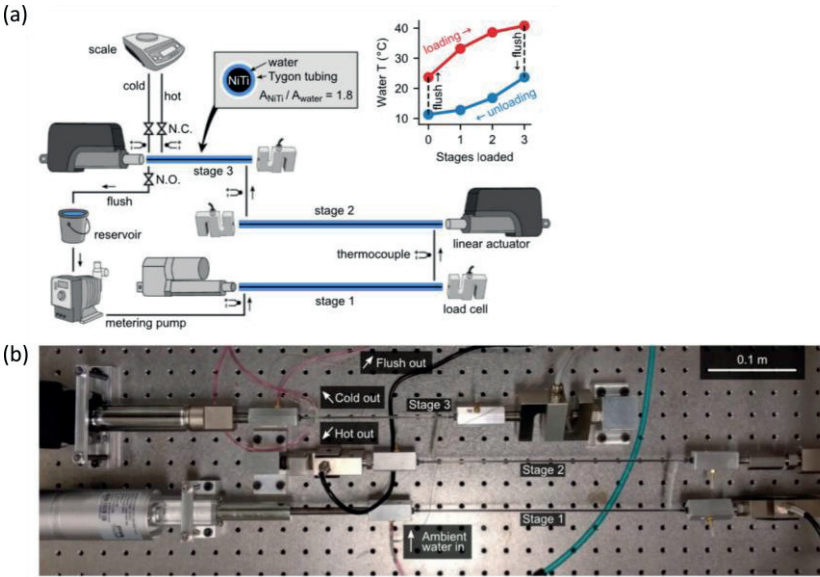 (a)
scale
cold
hot
N.C.
N.O.
flush
reservoir
metering pump
water
Tygon tubing
NiTi
A_NiTi / A_water = 1.8
stage 3
stage 2
stage 1
linear actuator
thermocouple
load cell
Water T (°C)
40
30
20
10
loading →
flush →
← flush
← unloading
0 1 2 3
Stages loaded
(b)
Flush out
0.1 m
Cold out
Stage 3
Hot out
Stage 2
Stage 1
Ambient
water in